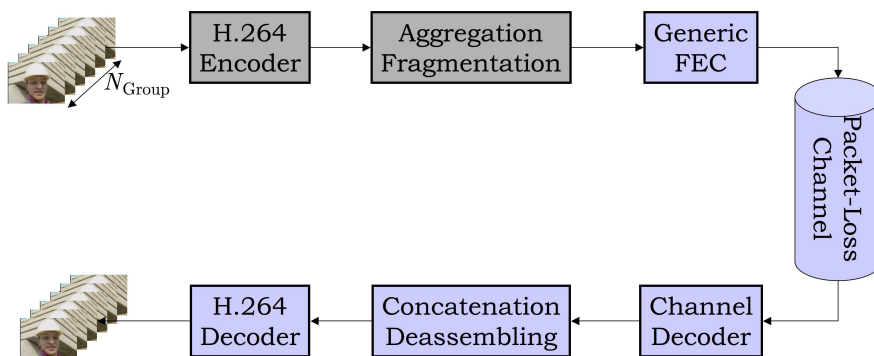 N_Group
H.264
Encoder
Aggregation
Fragmentation
Generic
FEC
Packet-Loss
Channel
H.264
Decoder
Concatenation
Deassembling
Channel
Decoder